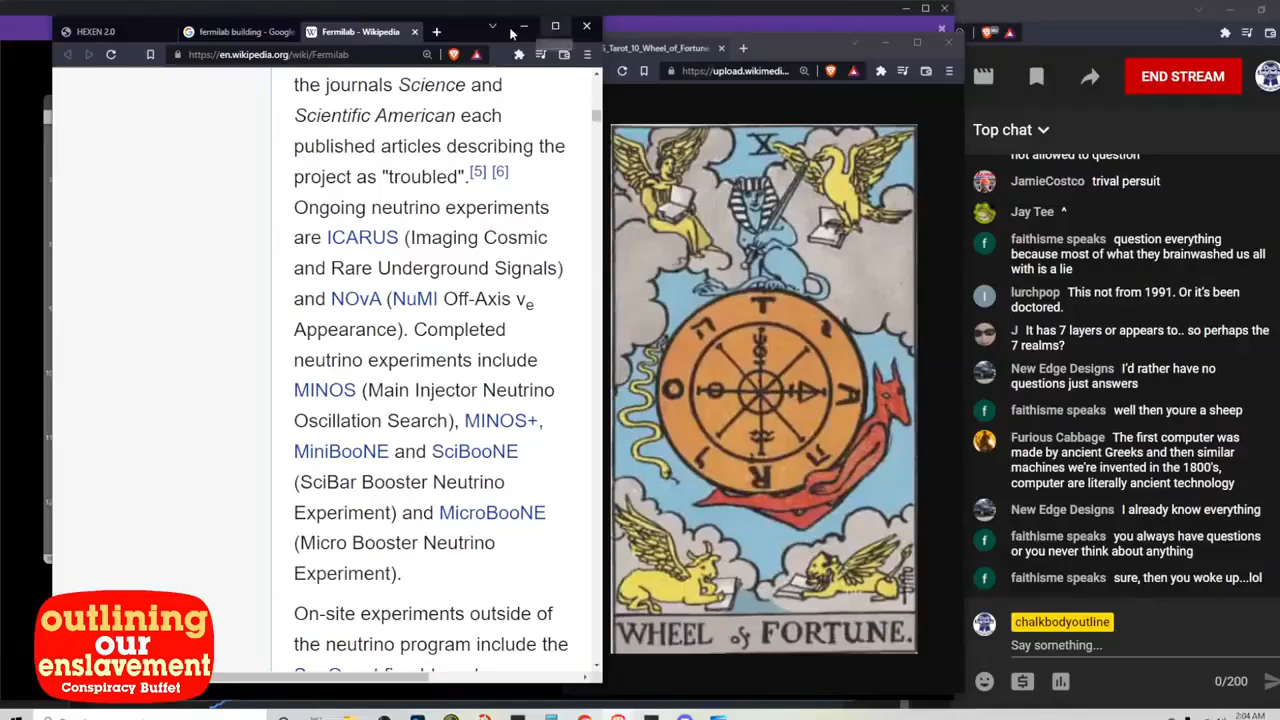 HEXEN 2.0
fermilab building - Google
Fermilab - Wikipedia
https://en.wikipedia.org/wiki/Fermilab
the journals Science and
Scientific American each
published articles describing the
project as "troubled".[5] [6]
Ongoing neutrino experiments
are ICARUS (Imaging Cosmic
and Rare Underground Signals)
and NOvA (NuMI Off-Axis νe
Appearance). Completed
neutrino experiments include
MINOS (Main Injector Neutrino
Oscillation Search), MINOS+,
MiniBooNE and SciBooNE
(SciBar Booster Neutrino
Experiment) and MicroBooNE
(Micro Booster Neutrino
Experiment).
On-site experiments outside of
the neutrino program include the
outlining
our
enslavement
Conspiracy Buffet
_Tarot_10_Wheel_of_Fortune
https://upload.wikimedi...
X
T
A
R
O
WHEEL of FORTUNE.
END STREAM
Top chat
not allowed to question
JamieCostco trival persuit
Jay Tee ^
faithisme speaks question everything
because most of what they brainwashed us all
with is a lie
lurchpop This not from 1991. Or it's been
doctored.
J It has 7 layers or appears to.. so perhaps the
7 realms?
New Edge Designs I'd rather have no
questions just answers
faithisme speaks well then youre a sheep
Furious Cabbage The first computer was
made by ancient Greeks and then similar
machines we're invented in the 1800's,
computer are literally ancient technology
New Edge Designs I already know everything
faithisme speaks you always have questions
or you never think about anything
faithisme speaks sure, then you woke up...lol
chalkbodyoutline
Say something...
0/200
2:04 AM